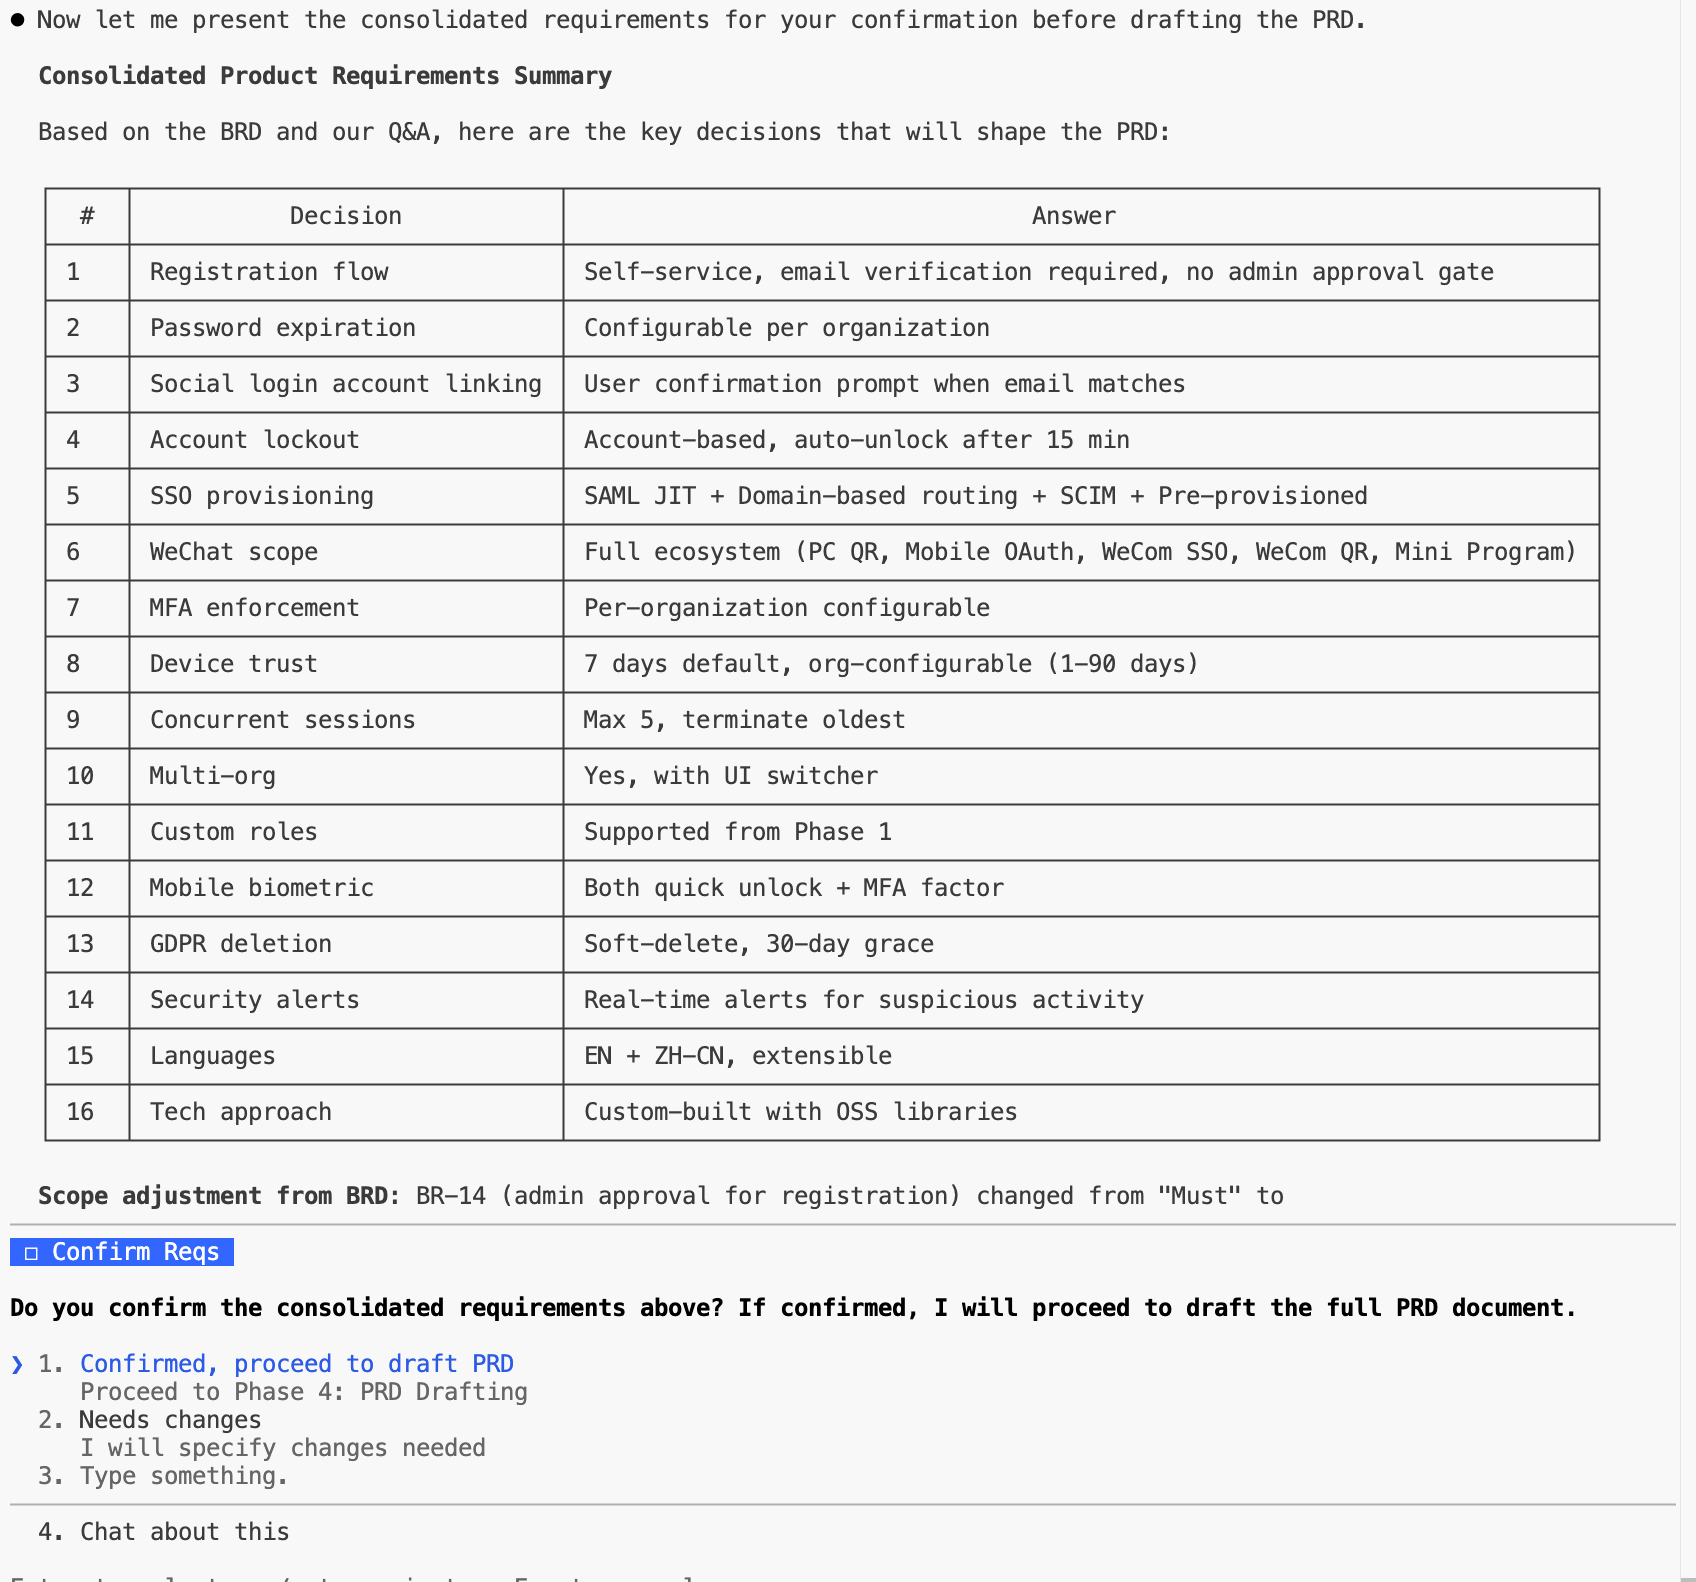 ● Now let me present the consolidated requirements for your confirmation before drafting the PRD.
Consolidated Product Requirements Summary
Based on the BRD and our Q&A, here are the key decisions that will shape the PRD:
# Decision Answer
1 Registration flow Self-service, email verification required, no admin approval gate
2 Password expiration Configurable per organization
3 Social login account linking User confirmation prompt when email matches
4 Account lockout Account-based, auto-unlock after 15 min
5 SSO provisioning SAML JIT + Domain-based routing + SCIM + Pre-provisioned
6 WeChat scope Full ecosystem (PC QR, Mobile OAuth, WeCom SSO, WeCom QR, Mini Program)
7 MFA enforcement Per-organization configurable
8 Device trust 7 days default, org-configurable (1-90 days)
9 Concurrent sessions Max 5, terminate oldest
10 Multi-org Yes, with UI switcher
11 Custom roles Supported from Phase 1
12 Mobile biometric Both quick unlock + MFA factor
13 GDPR deletion Soft-delete, 30-day grace
14 Security alerts Real-time alerts for suspicious activity
15 Languages EN + ZH-CN, extensible
16 Tech approach Custom-built with OSS libraries
Scope adjustment from BRD: BR-14 (admin approval for registration) changed from "Must" to
☐ Confirm Reqs
Do you confirm the consolidated requirements above? If confirmed, I will proceed to draft the full PRD document.
❯ 1. Confirmed, proceed to draft PRD
Proceed to Phase 4: PRD Drafting
2. Needs changes
I will specify changes needed
3. Type something.
4. Chat about this